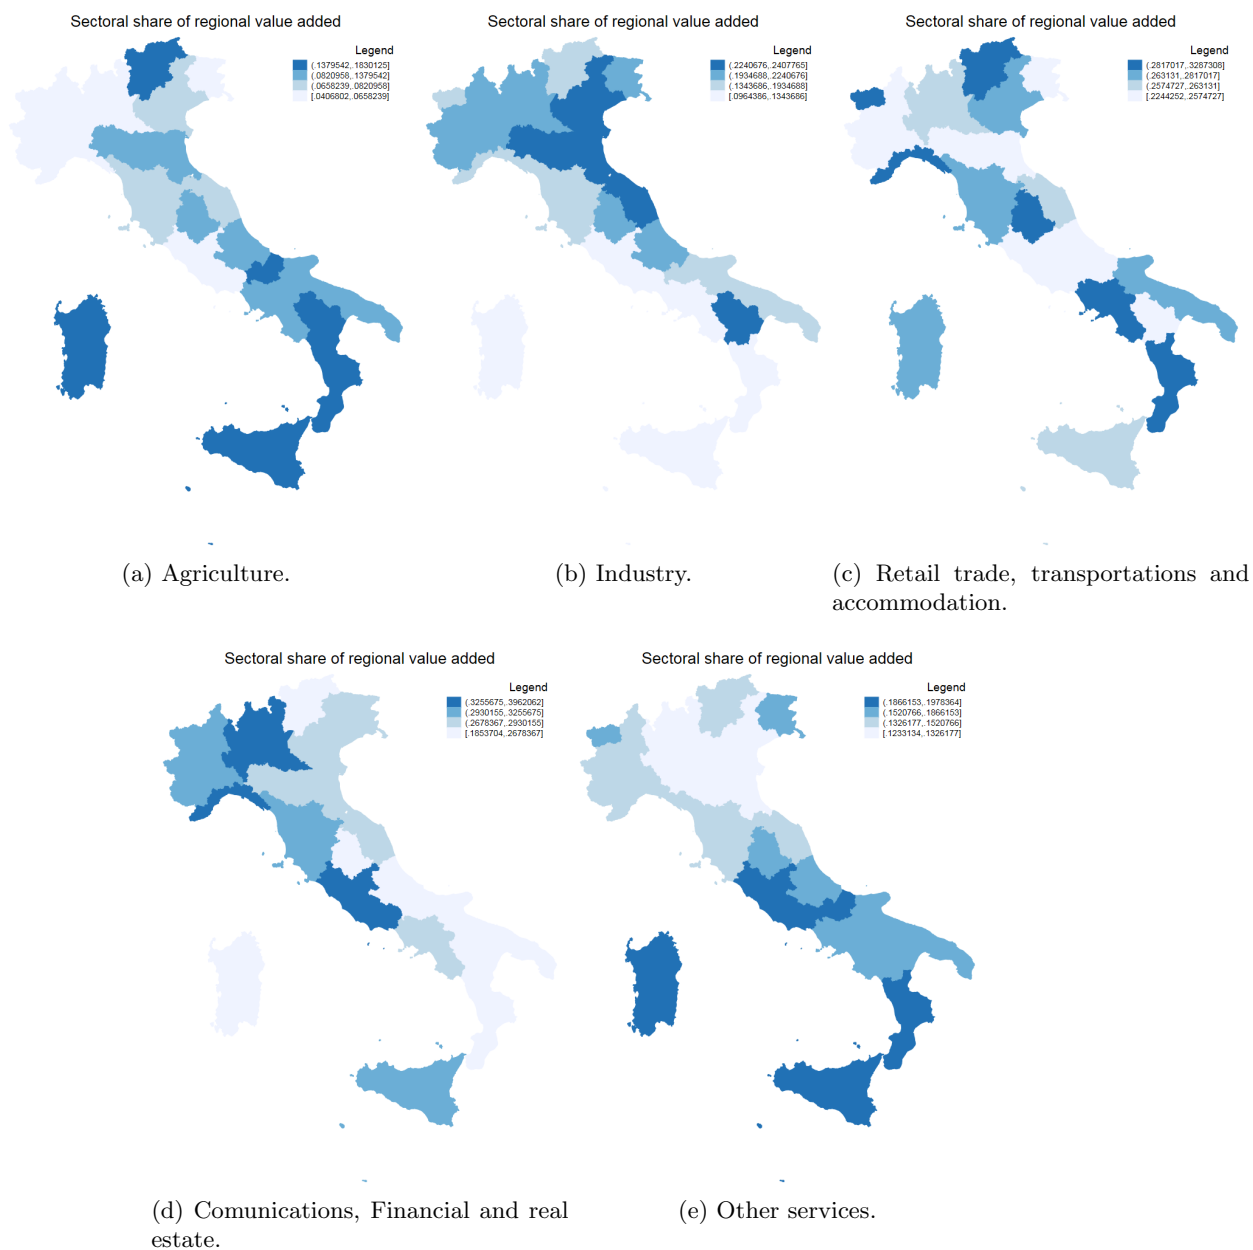 Sectoral share of regional value added
Legend
(.1379542,.1830125]
(.0820958,.1379542]
(.0658239,.0820958]
[.0406802,.0658239]
(a) Agriculture.
Sectoral share of regional value added
Legend
(.2240676,.2407765]
(.1934688,.2240676]
(.1343686,.1934688]
[.0964386,.1343686]
(b) Industry.
Sectoral share of regional value added
Legend
(.2817017,.3287308]
(.263131,.2817017]
(.2574727,.263131]
[.2244252,.2574727]
(c) Retail trade, transportations and
accommodation.
Sectoral share of regional value added
Legend
(.3255675,.3962062]
(.2930155,.3255675]
(.2678367,.2930155]
[.1853704,.2678367]
(d) Comunications, Financial and real
estate.
Sectoral share of regional value added
Legend
(.1866153,.1978364]
(.1520766,.1866153]
(.1326177,.1520766]
[.1233134,.1326177]
(e) Other services.